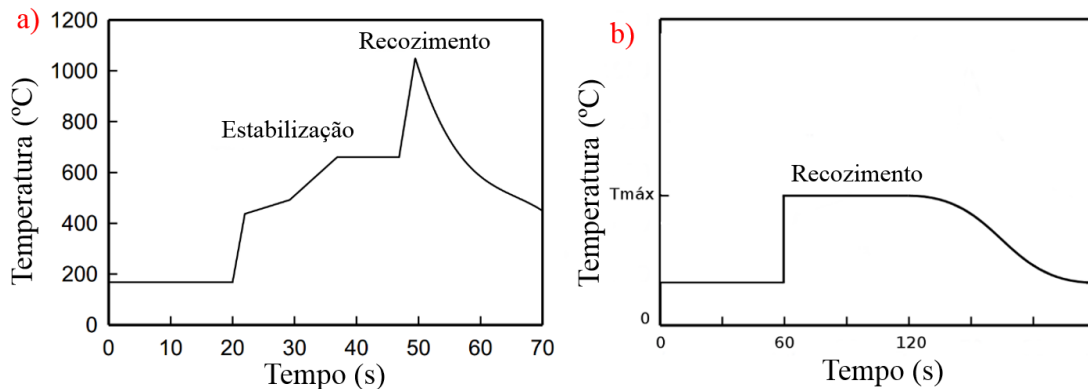 a)
Temperatura (ºC)
1200
1000
800
600
400
200
0
Recozimento
Estabilização
0 10 20 30 40 50 60 70
Tempo (s)
b)
Temperatura (ºC)
Tmáx
0
Recozimento
0 60 120
Tempo (s)